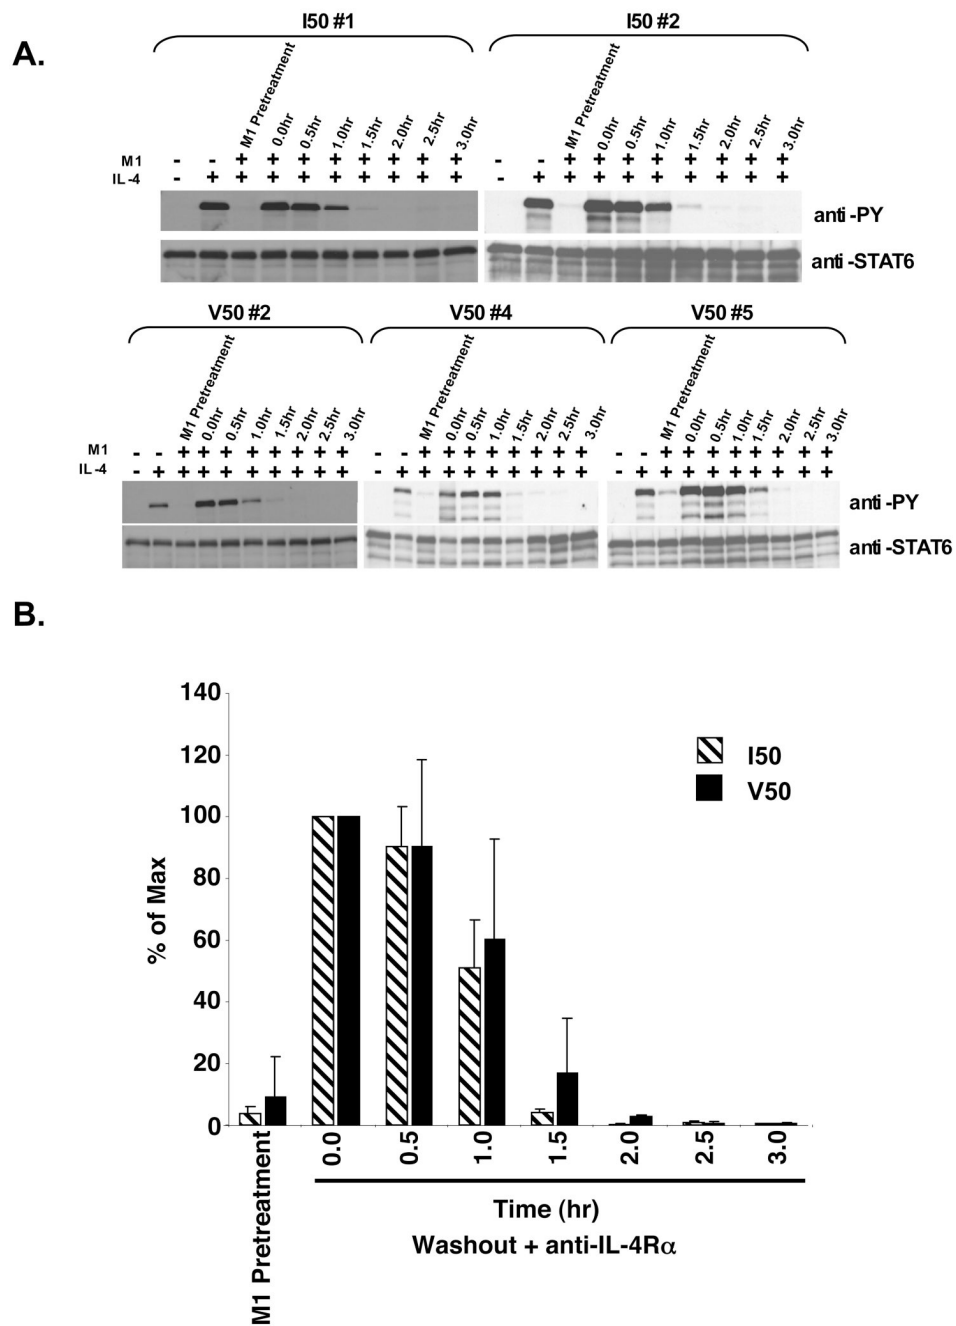 A.
I50 #1
I50 #2
M1 Pretreatment 0.0hr 0.5hr 1.0hr 1.5hr 2.0hr 2.5hr 3.0hr
M1 Pretreatment 0.0hr 0.5hr 1.0hr 1.5hr 2.0hr 2.5hr 3.0hr
M1 - - + + + + + + + + - - + + + + + + + +
IL-4 - + + + + + + + + + - + + + + + + + + +
anti-PY
anti-STAT6
V50 #2
V50 #4
V50 #5
M1 Pretreatment 0.0hr 0.5hr 1.0hr 1.5hr 2.0hr 2.5hr 3.0hr
M1 Pretreatment 0.0hr 0.5hr 1.0hr 1.5hr 2.0hr 2.5hr 3.0hr
M1 Pretreatment 0.0hr 0.5hr 1.0hr 1.5hr 2.0hr 2.5hr 3.0hr
M1 - - + + + + + + + + - - + + + + + + + + - - + + + + + + + +
IL-4 - + + + + + + + + + - + + + + + + + + + - + + + + + + + + +
anti-PY
anti-STAT6
B.
140
120
100
80
60
40
20
0
% of Max
I50
V50
M1 Pretreatment
0.0 0.5 1.0 1.5 2.0 2.5 3.0
Time (hr)
Washout + anti-IL-4Rα